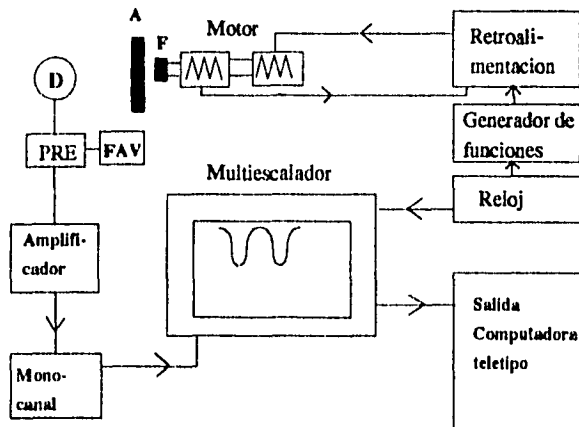 A
F
Motor
Retroali-
mentacion
D
Generador de
funciones
PRE
FAV
Multiescalador
Reloj
Amplifi-
cador
Salida
Computadora
teletipo
Mono-
canal